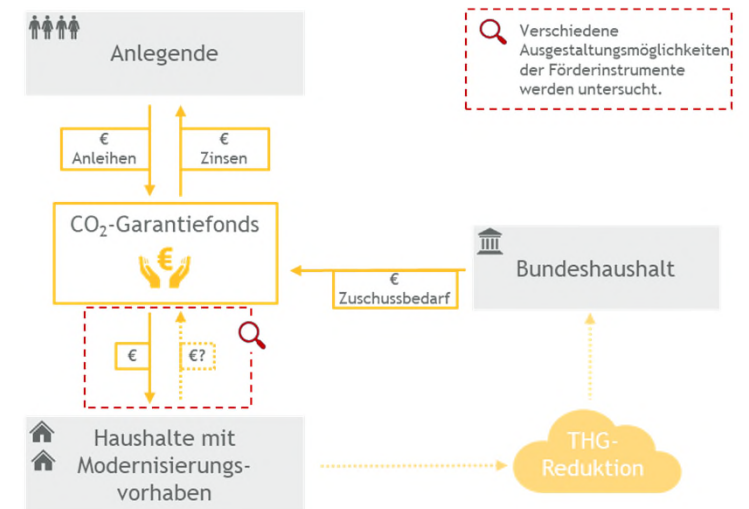 Anlegende
Verschiedene
Ausgestaltungsmöglichkeiten
der Förderinstrumente
werden untersucht.
€
Anleihen
€
Zinsen
CO₂-Garantiefonds
€
Bundeshaushalt
€
Zuschussbedarf
€
€?
Haushalte mit
Modernisierungs-
vorhaben
THG-
Reduktion